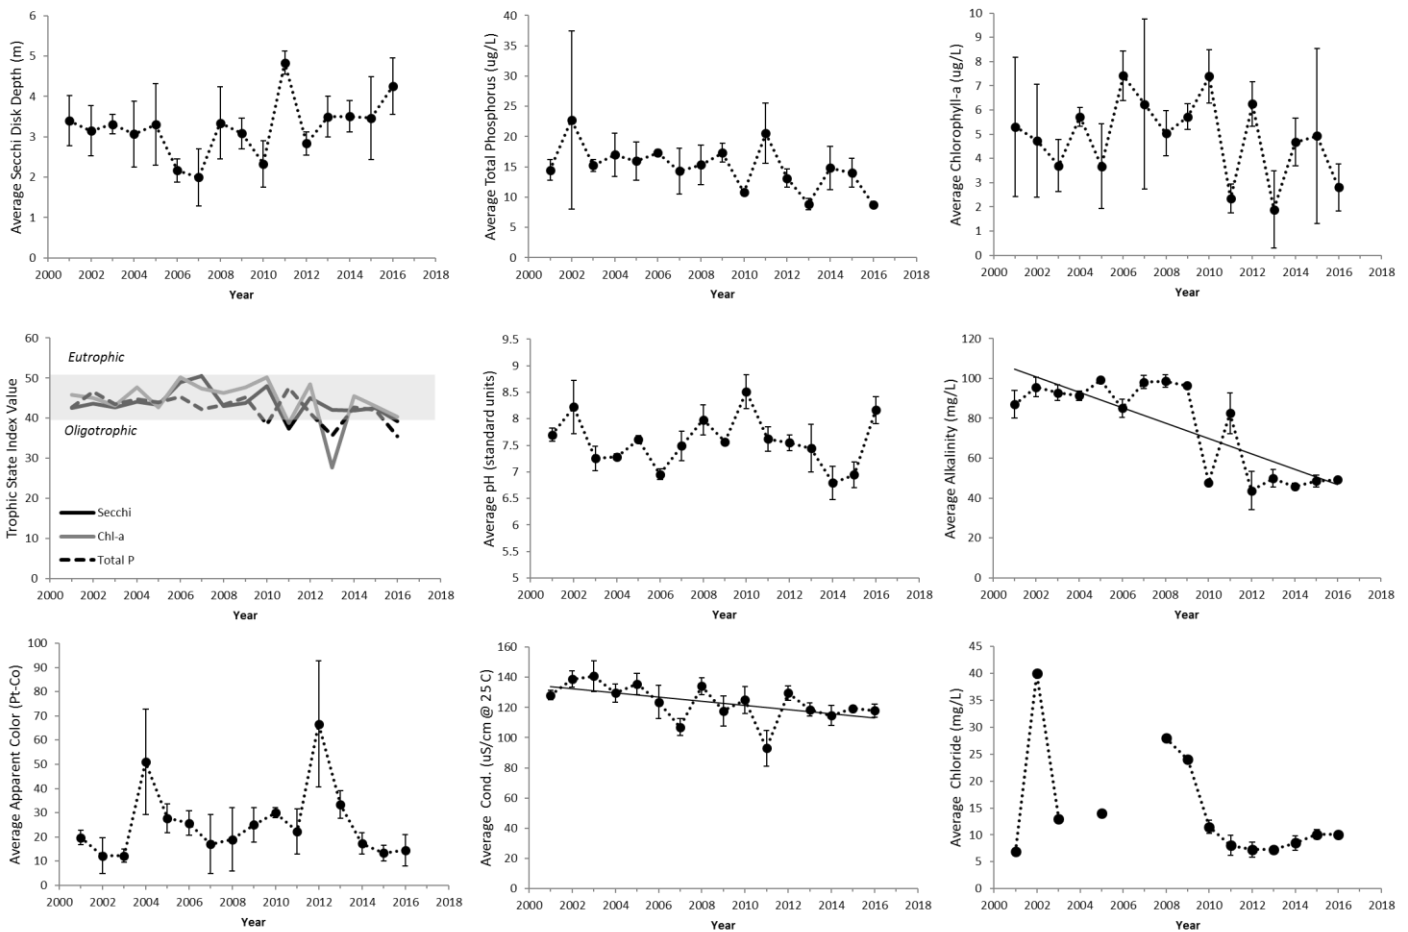 Average Secchi Disk Depth (m)
6
5
4
3
2
1
0
2000 2002 2004 2006 2008 2010 2012 2014 2016 2018
Year
Average Total Phosphorus (ug/L)
40
35
30
25
20
15
10
5
0
2000 2002 2004 2006 2008 2010 2012 2014 2016 2018
Year
Average Chlorophyll-a (ug/L)
10
9
8
7
6
5
4
3
2
1
0
2000 2002 2004 2006 2008 2010 2012 2014 2016 2018
Year
Trophic State Index Value
60
50
40
30
20
10
0
Eutrophic
Oligotrophic
Secchi
Chl-a
Total P
2000 2002 2004 2006 2008 2010 2012 2014 2016 2018
Year
Average pH (standard units)
9.5
9
8.5
8
7.5
7
6.5
6
5.5
5
2000 2002 2004 2006 2008 2010 2012 2014 2016 2018
Year
Average Alkalinity (mg/L)
120
100
80
60
40
20
0
2000 2002 2004 2006 2008 2010 2012 2014 2016 2018
Year
Average Apparent Color (Pt-Co)
100
90
80
70
60
50
40
30
20
10
0
2000 2002 2004 2006 2008 2010 2012 2014 2016 2018
Year
Average Cond. (uS/cm @ 25 C)
160
140
120
100
80
60
40
20
0
2000 2002 2004 2006 2008 2010 2012 2014 2016 2018
Year
Average Chloride (mg/L)
45
40
35
30
25
20
15
10
5
0
2000 2002 2004 2006 2008 2010 2012 2014 2016 2018
Year